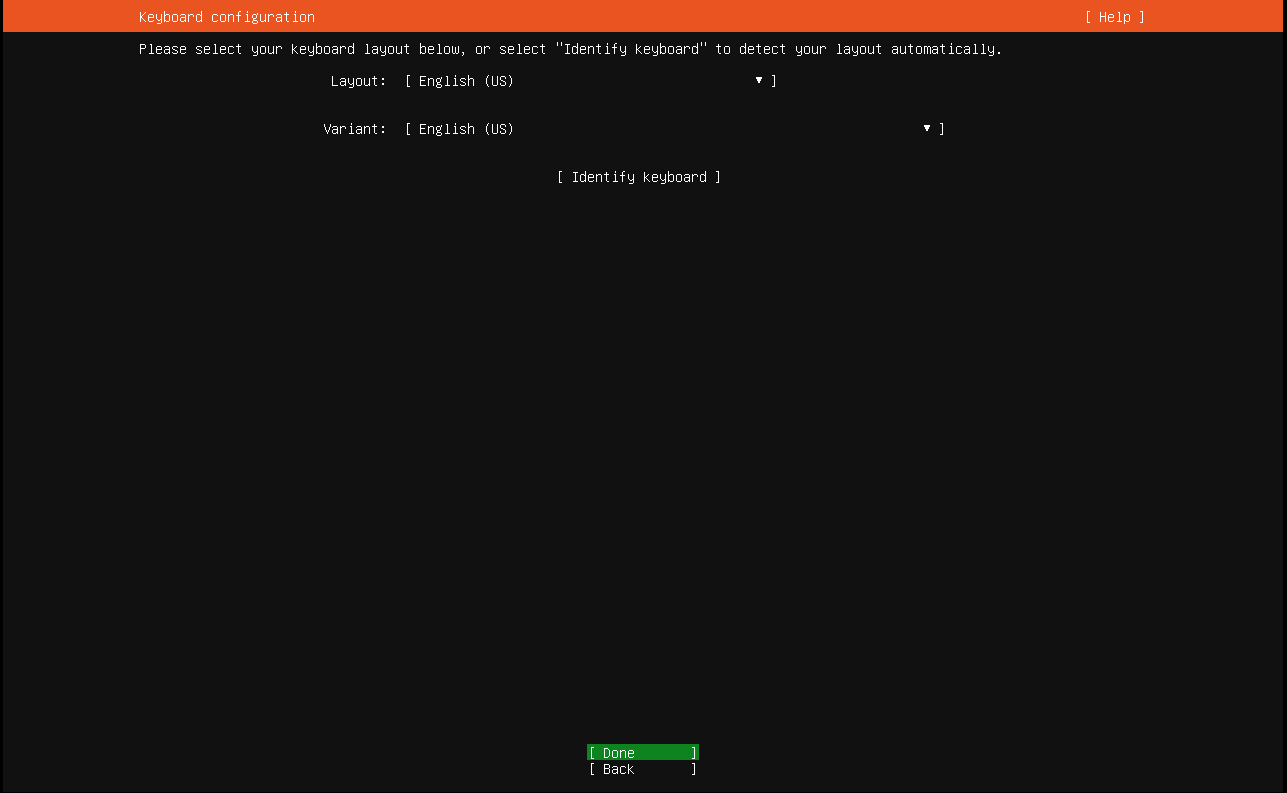 Keyboard configuration [ Help ]
Please select your keyboard layout below, or select "Identify keyboard" to detect your layout automatically.
Layout: [ English (US) ▾ ]
Variant: [ English (US) ▾ ]
[ Identify keyboard ]
[ Done ]
[ Back ]